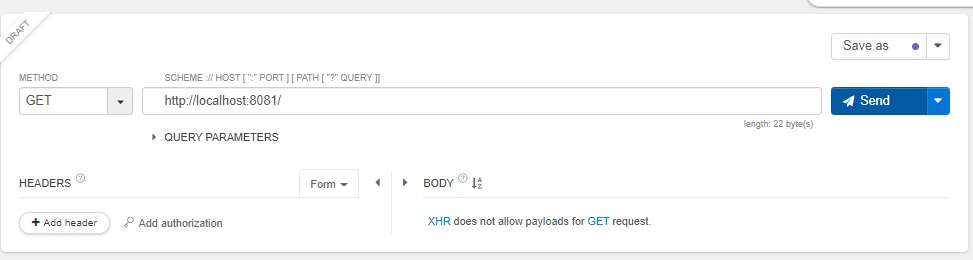 DRAFT
Save as
METHOD
SCHEME :// HOST [ ":" PORT ] [ PATH [ "?" QUERY ]]
GET
http://localhost:8081/
Send
length: 22 byte(s)
QUERY PARAMETERS
HEADERS ?
Form
BODY ?
A
Z
+ Add header
Add authorization
XHR does not allow payloads for GET request.